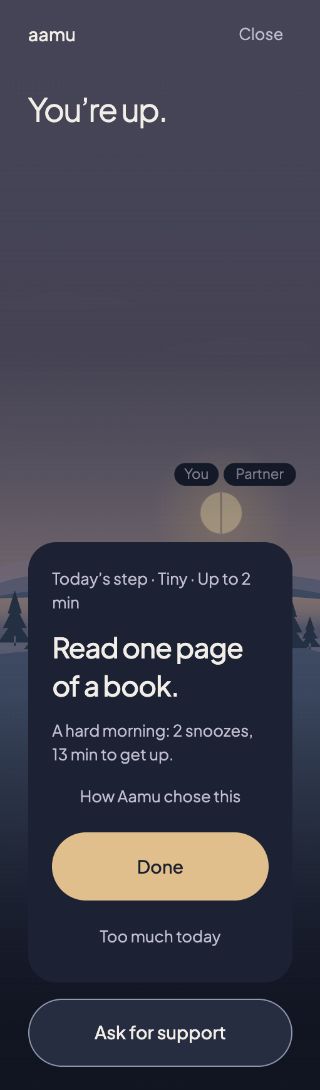 aamu
Close
You’re up.
You
Partner
Today’s step · Tiny · Up to 2
min
Read one page
of a book.
A hard morning: 2 snoozes,
13 min to get up.
How Aamu chose this
Done
Too much today
Ask for support